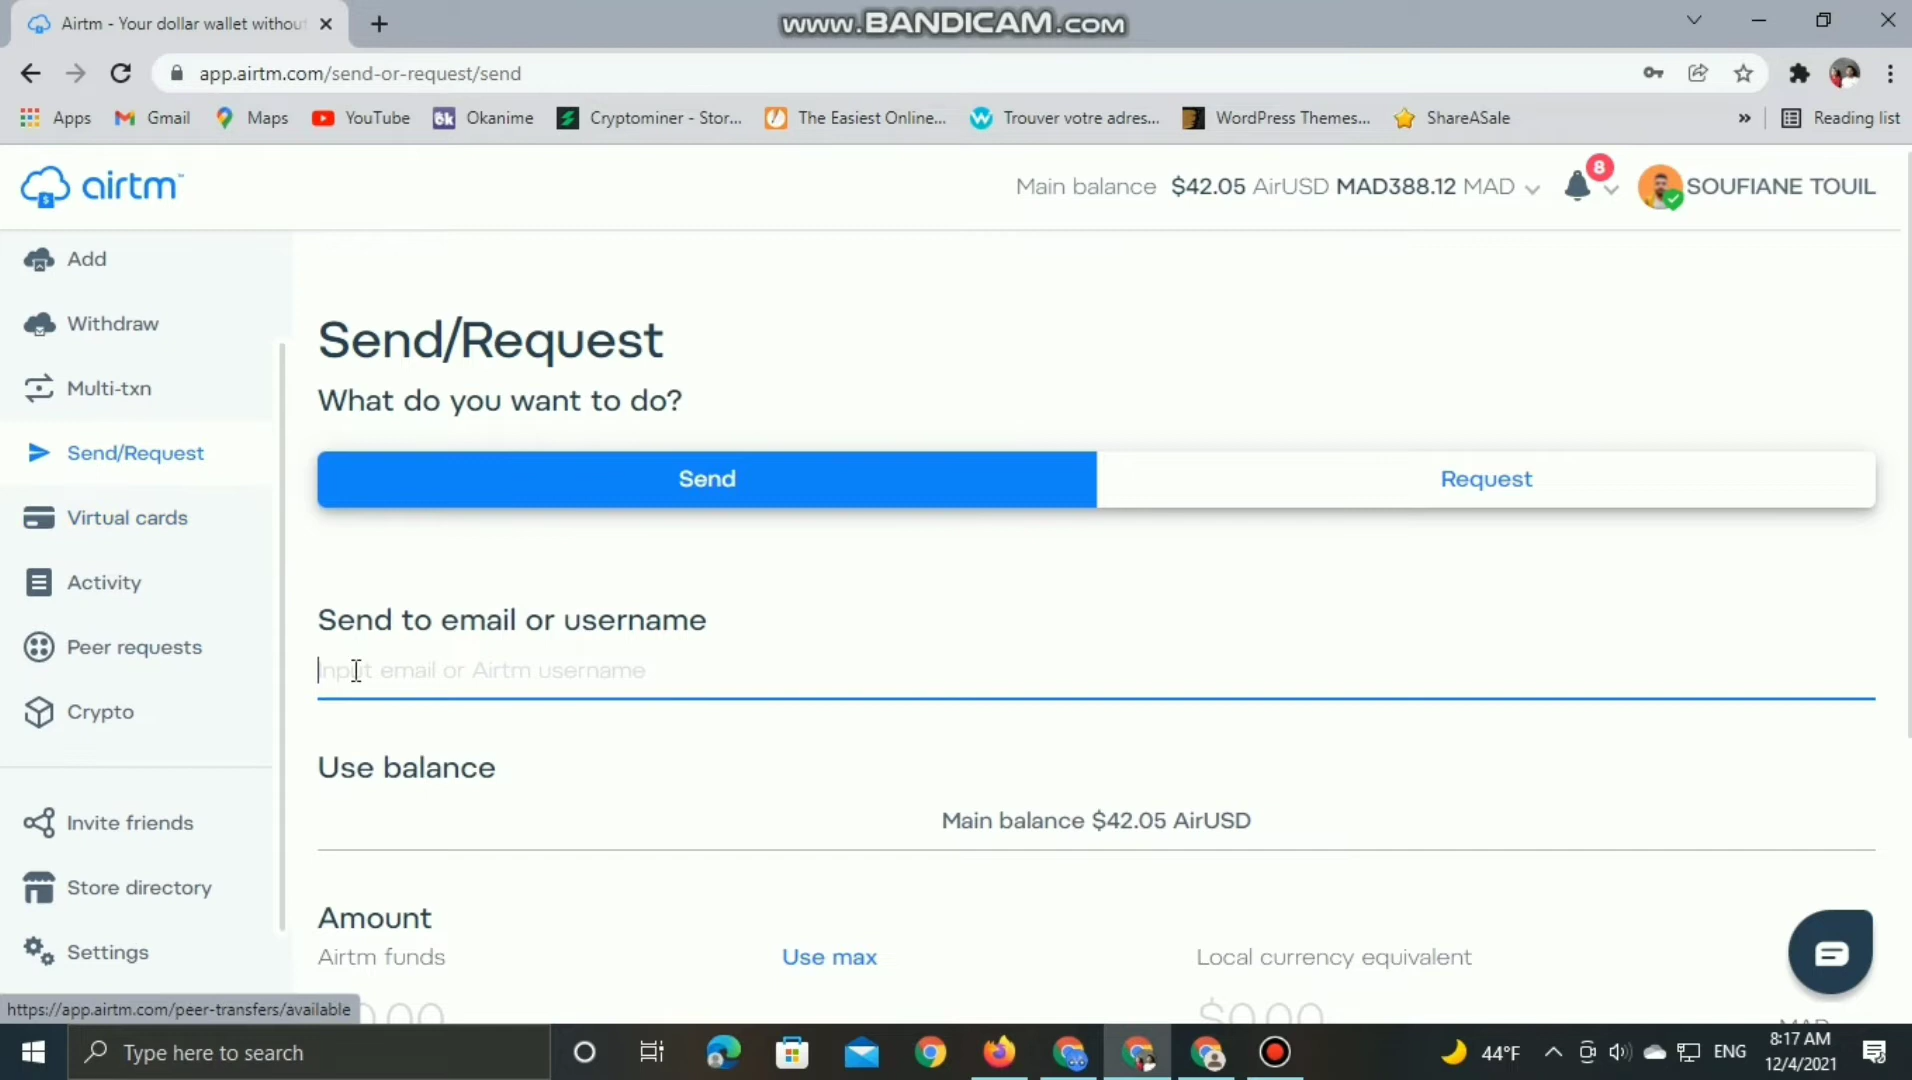 Airtm - Your dollar wallet withou
www.BANDICAM.com
app.airtm.com/send-or-request/send
Apps
Gmail
Maps
YouTube
Okanime
Cryptominer - Stor...
The Easiest Online...
Trouver votre adres...
WordPress Themes...
ShareASale
»
Reading list
airtm™
Main balance $42.05 AirUSD MAD388.12 MAD
8
SOUFIANE TOUIL
Add
Withdraw
Multi-txn
Send/Request
Virtual cards
Activity
Peer requests
Crypto
Invite friends
Store directory
Settings
Send/Request
What do you want to do?
Send
Request
Send to email or username
Input email or Airtm username
Use balance
Main balance $42.05 AirUSD
Amount
Airtm funds
Use max
Local currency equivalent
$0.00
https://app.airtm.com/peer-transfers/available
Type here to search
44°F
ENG
8:17 AM
12/4/2021